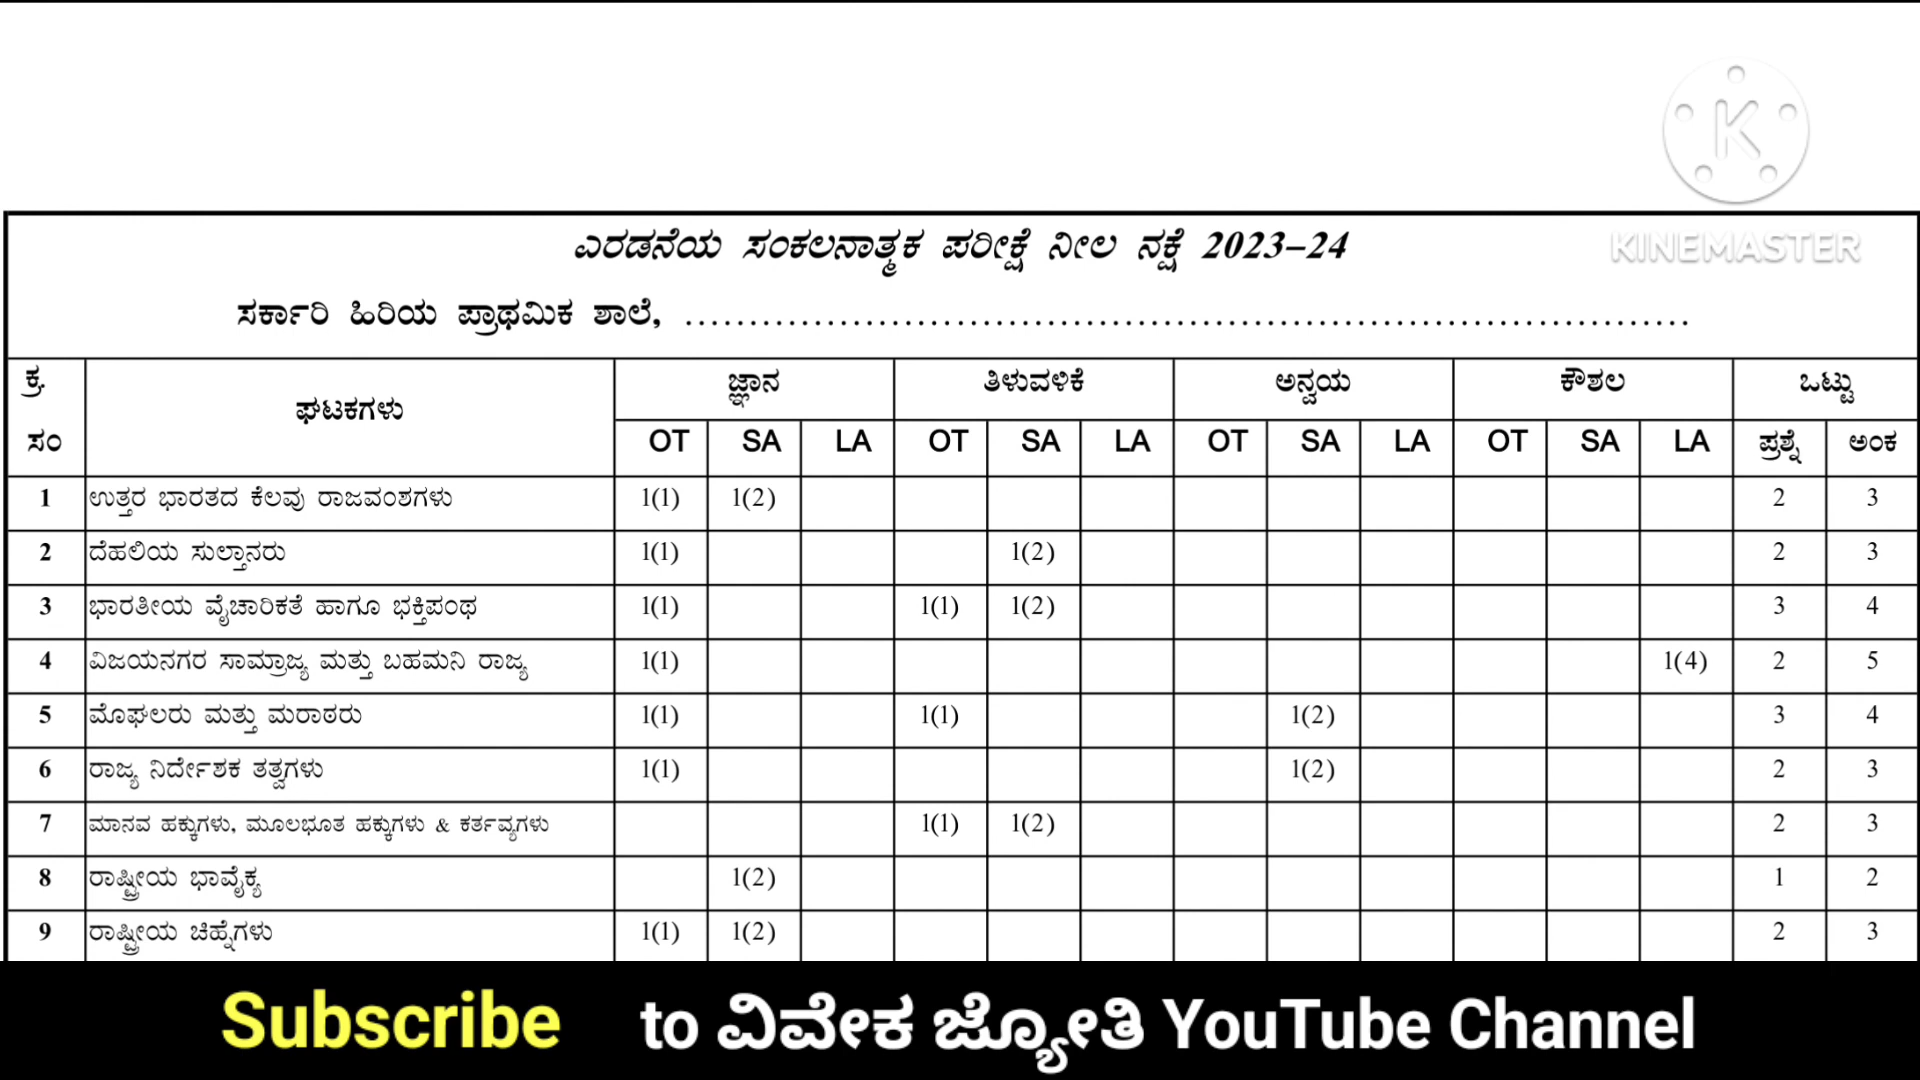 K
KINEMASTER
ಎರಡನೆಯ ಸಂಕಲನಾತ್ಮಕ ಪರೀಕ್ಷೆ ನೀಲ ನಕ್ಷೆ 2023–24
ಸರ್ಕಾರಿ ಹಿರಿಯ ಪ್ರಾಥಮಿಕ ಶಾಲೆ, ................................................................................
ಕ್ರ. ಸಂ ಘಟಕಗಳು ಜ್ಞಾನ ತಿಳುವಳಿಕೆ ಅನ್ವಯ ಕೌಶಲ ಒಟ್ಟು
OT SA LA OT SA LA OT SA LA OT SA LA ಪ್ರಶ್ನೆ ಅಂಕ
1 ಉತ್ತರ ಭಾರತದ ಕೆಲವು ರಾಜವಂಶಗಳು 1(1) 1(2) 2 3
2 ದೆಹಲಿಯ ಸುಲ್ತಾನರು 1(1) 1(2) 2 3
3 ಭಾರತೀಯ ವೈಚಾರಿಕತೆ ಹಾಗೂ ಭಕ್ತಿಪಂಥ 1(1) 1(1) 1(2) 3 4
4 ವಿಜಯನಗರ ಸಾಮ್ರಾಜ್ಯ ಮತ್ತು ಬಹಮನಿ ರಾಜ್ಯ 1(1) 1(4) 2 5
5 ಮೊಘಲರು ಮತ್ತು ಮರಾಠರು 1(1) 1(1) 1(2) 3 4
6 ರಾಜ್ಯ ನಿರ್ದೇಶಕ ತತ್ವಗಳು 1(1) 1(2) 2 3
7 ಮಾನವ ಹಕ್ಕುಗಳು, ಮೂಲಭೂತ ಹಕ್ಕುಗಳು & ಕರ್ತವ್ಯಗಳು 1(1) 1(2) 2 3
8 ರಾಷ್ಟ್ರೀಯ ಭಾವೈಕ್ಯ 1(2) 1 2
9 ರಾಷ್ಟ್ರೀಯ ಚಿಹ್ನೆಗಳು 1(1) 1(2) 2 3
Subscribe to ವಿವೇಕ ಜ್ಯೋತಿ YouTube Channel